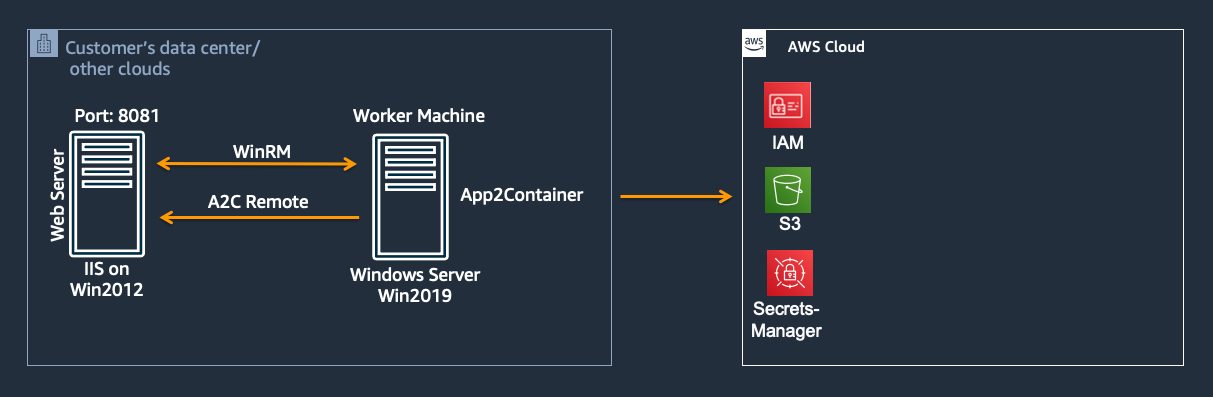 Customer's data center/
other clouds
aws
AWS Cloud
Port: 8081
Worker Machine
IAM
WinRM
Web Server
App2Container
A2C Remote
S3
IIS on
Win2012
Windows Server
Win2019
Secrets-
Manager